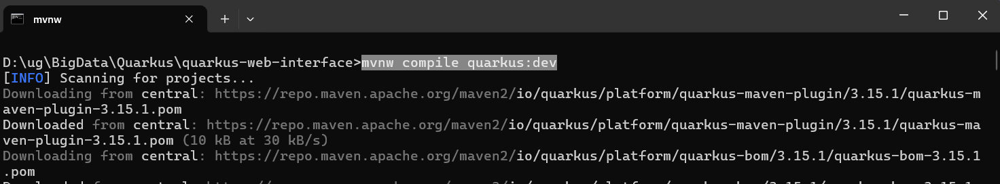 mvnw
D:\ug\BigData\Quarkus\quarkus-web-interface>mvnw compile quarkus:dev
[INFO] Scanning for projects...
Downloading from central: https://repo.maven.apache.org/maven2/io/quarkus/platform/quarkus-maven-plugin/3.15.1/quarkus-m
aven-plugin-3.15.1.pom
Downloaded from central: https://repo.maven.apache.org/maven2/io/quarkus/platform/quarkus-maven-plugin/3.15.1/quarkus-ma
ven-plugin-3.15.1.pom (10 kB at 30 kB/s)
Downloading from central: https://repo.maven.apache.org/maven2/io/quarkus/platform/quarkus-bom/3.15.1/quarkus-bom-3.15.1
.pom